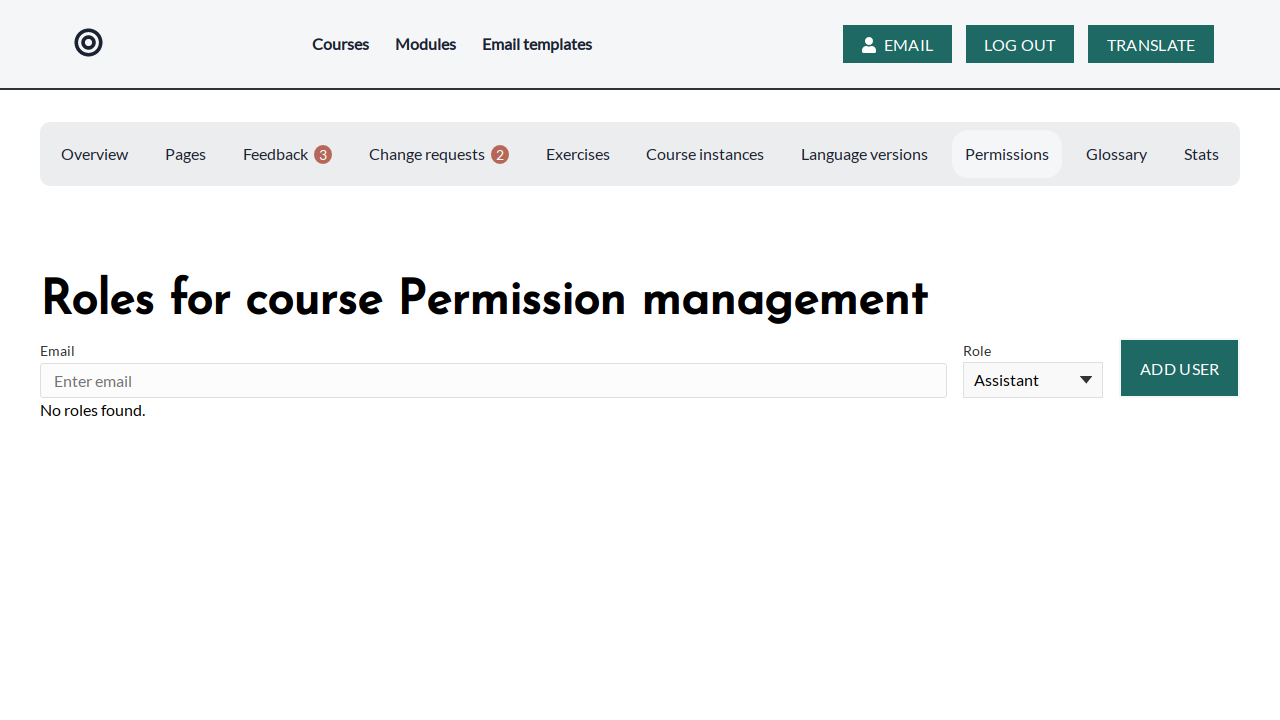 Courses Modules Email templates EMAIL LOG OUT TRANSLATE
Overview Pages Feedback 3 Change requests 2 Exercises Course instances Language versions Permissions Glossary Stats
Roles for course Permission management
Email Role
Enter email Assistant ADD USER
No roles found.